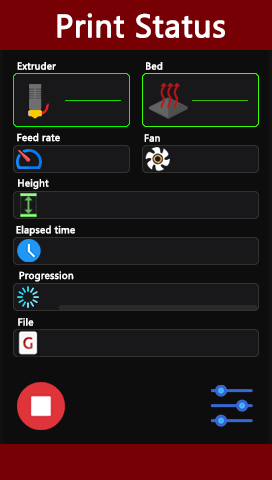 Print Status
Extruder
Bed
Feed rate
Fan
Height
Elapsed time
Progression
File
G